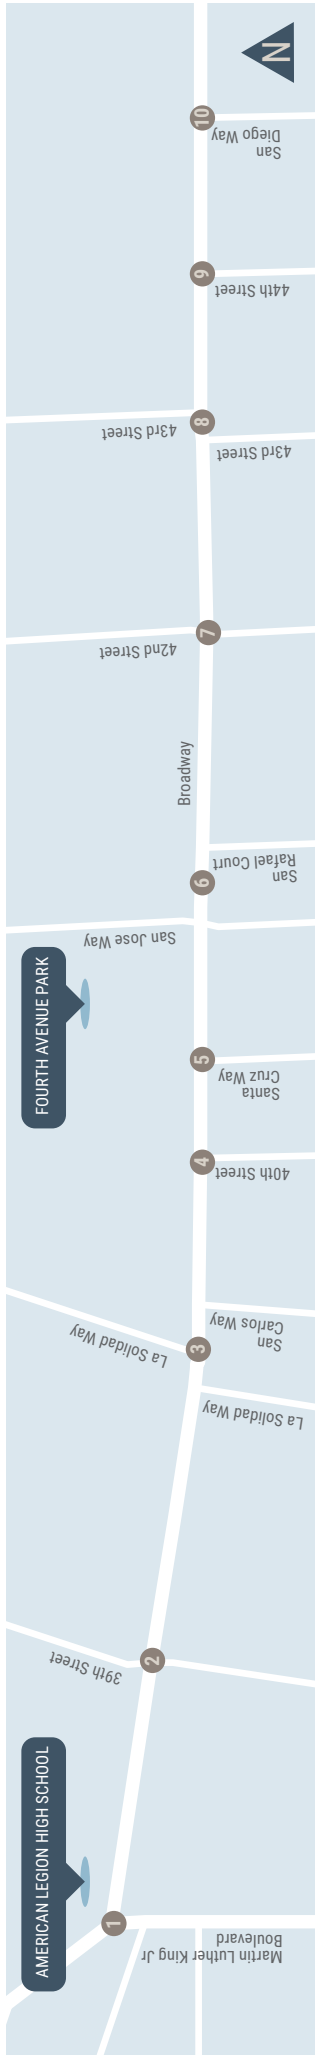 N
10
San
Diego Way
9
44th Street
8
43rd Street
43rd Street
7
42nd Street
Broadway
San
Rafael Court
6
San Jose Way
FOURTH AVENUE PARK
5
Santa
Cruz Way
4
40th Street
San
Carlos Way
3
La Solidad Way
La Solidad Way
2
39th Street
AMERICAN LEGION HIGH SCHOOL
1
Martin Luther King Jr
Boulevard